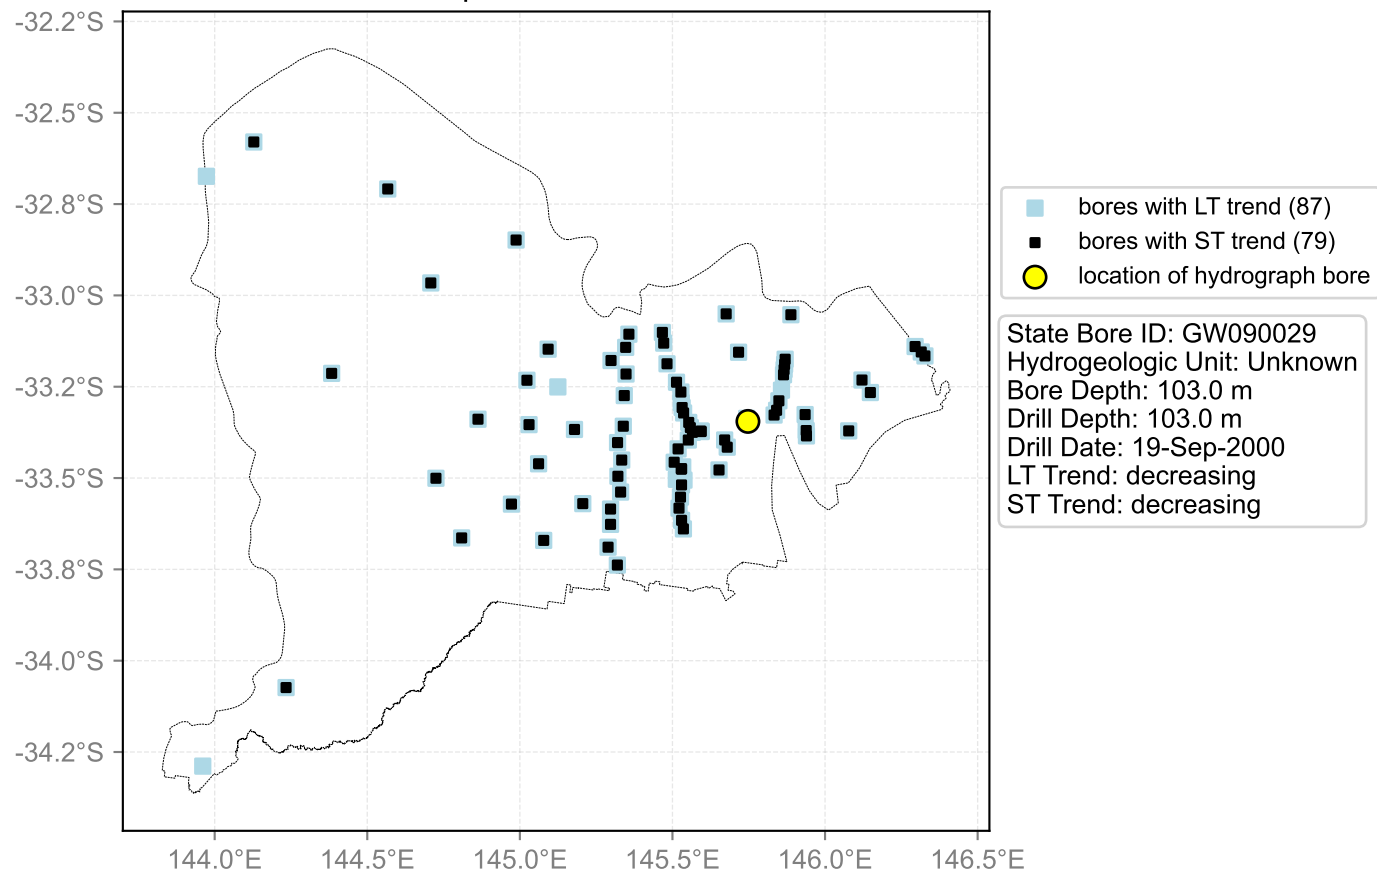 -32.2°S
-32.5°S
-32.8°S
-33.0°S
-33.2°S
-33.5°S
-33.8°S
-34.0°S
-34.2°S
144.0°E 144.5°E 145.0°E 145.5°E 146.0°E 146.5°E
bores with LT trend (87)
bores with ST trend (79)
location of hydrograph bore
State Bore ID: GW090029
Hydrogeologic Unit: Unknown
Bore Depth: 103.0 m
Drill Depth: 103.0 m
Drill Date: 19-Sep-2000
LT Trend: decreasing
ST Trend: decreasing